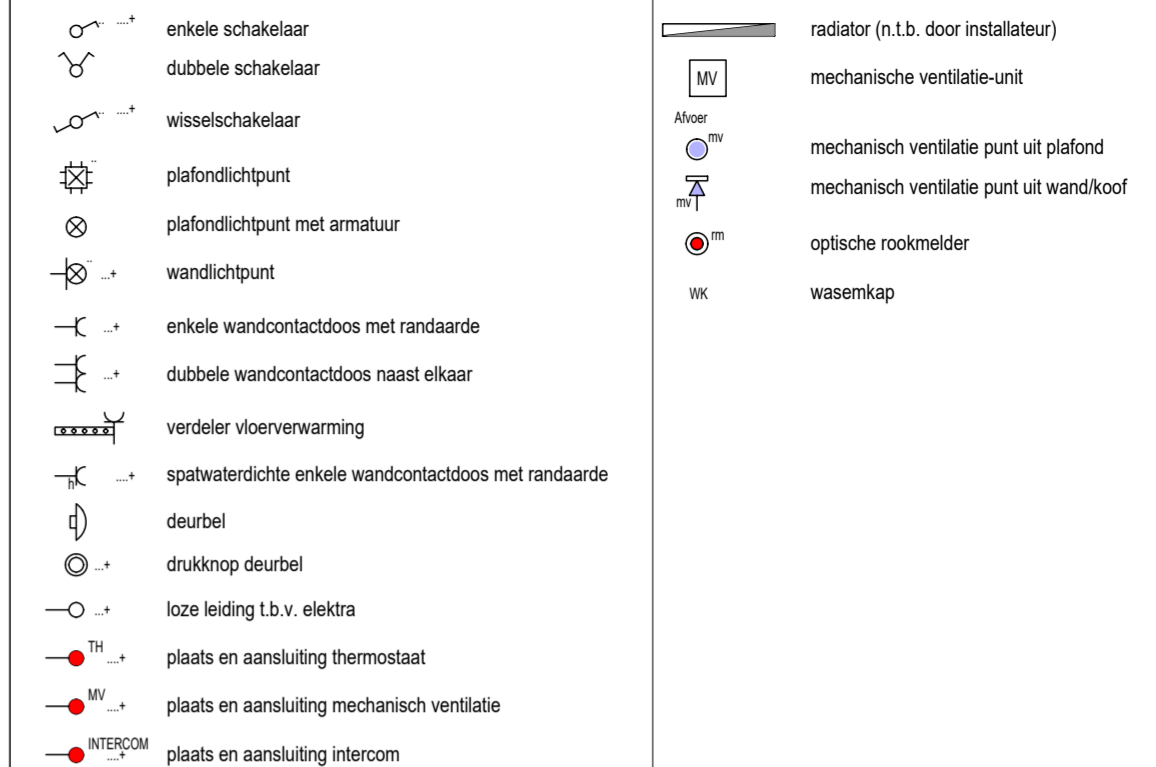 .. ....+ enkele schakelaar
dubbele schakelaar
.. ....+ wisselschakelaar
.. plafondlichtpunt
plafondlichtpunt met armatuur
.. ...+ wandlichtpunt
...+ enkele wandcontactdoos met randaarde
...+ dubbele wandcontactdoos naast elkaar
verdeler vloerverwarming
h ....+ spatwaterdichte enkele wandcontactdoos met randaarde
deurbel
...+ drukknop deurbel
...+ loze leiding t.b.v. elektra
TH ....+ plaats en aansluiting thermostaat
MV ....+ plaats en aansluiting mechanisch ventilatie
INTERCOM ....+ plaats en aansluiting intercom
radiator (n.t.b. door installateur)
MV mechanische ventilatie-unit
Afvoer
mv mechanisch ventilatie punt uit plafond
mv mechanisch ventilatie punt uit wand/koof
rm optische rookmelder
WK wasemkap